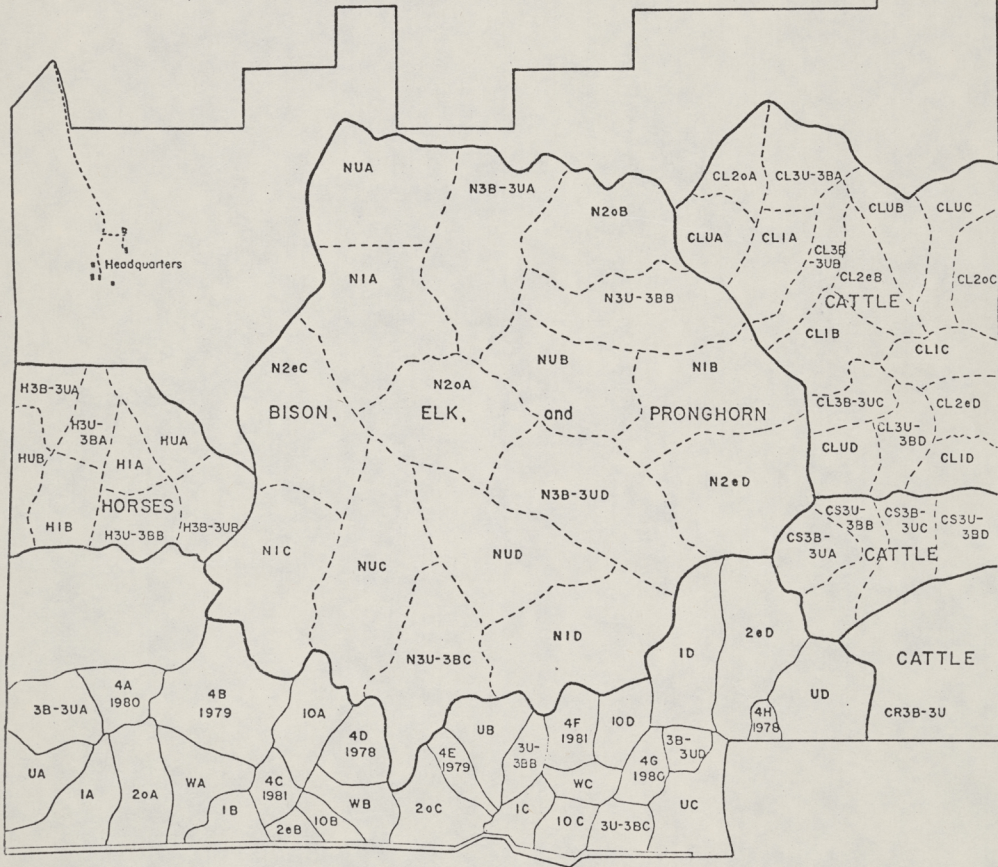 NUA
N3B-3UA
N2oB
CL2oA
CL3U-3BA
CLUB
CLUC
CLUA
CL1A
CL3B
-3UB
CL2eB
CL2oC
Headquarters
N1A
N3U-3BB
CATTLE
CL1B
CL1C
N2eC
N2oA
NUB
N1B
BISON,
ELK,
and
PRONGHORN
CL3B-3UC
CL2eD
CL3U-
3BD
CLUD
CL1D
H3B-3UA
H3U-
3BA
HUA
HUB
H1A
HORSES
H1B
H3U-3BB
H3B-3UB
N2eD
N3B-3UD
CS3U-
3BB
CS3B-
3UC
CS3U-
3BD
CS3B-
3UA
CATTLE
N1C
NUC
NUD
N1D
N3U-3BC
1D
2eD
CATTLE
UD
CR3B-3U
4H
1978
3B-3UA
4A
1980
4B
1979
10A
4D
1978
UB
4E
1979
3U-
3BB
4F
1981
10D
3B-
3UD
4G
1980
UA
1A
2oA
WA
4C
1981
1B
2eB
10B
WB
2oC
1C
WC
10C
3U-3BC
UC